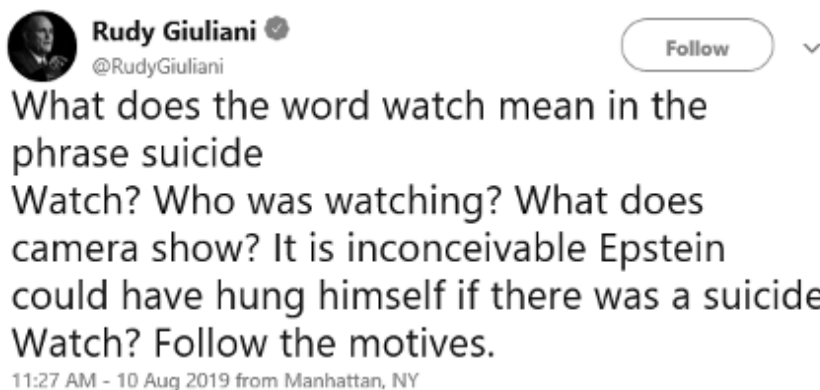 Rudy Giuliani
@RudyGiuliani
Follow
What does the word watch mean in the
phrase suicide
Watch? Who was watching? What does
camera show? It is inconceivable Epstein
could have hung himself if there was a suicide
Watch? Follow the motives.
11:27 AM - 10 Aug 2019 from Manhattan, NY